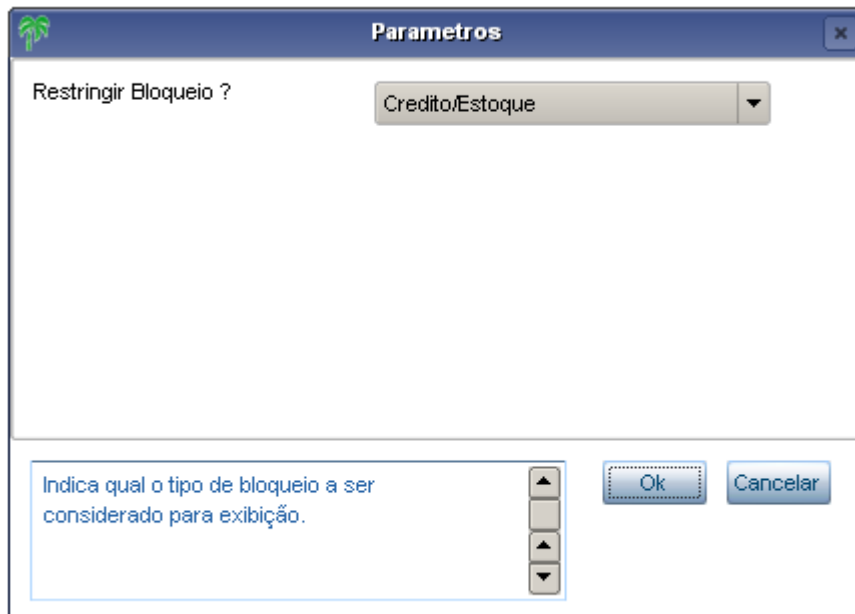 Parametros
Restringir Bloqueio ?
Credito/Estoque
Indica qual o tipo de bloqueio a ser
considerado para exibição.
Ok
Cancelar